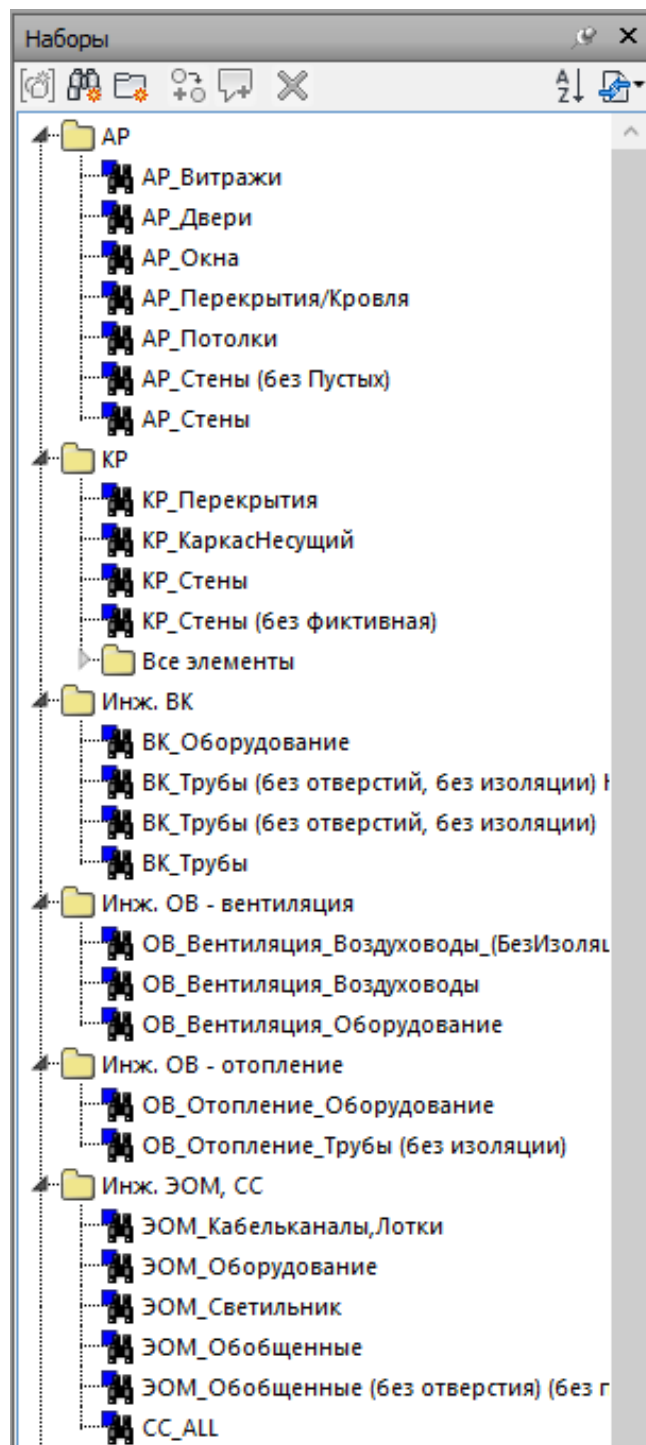 Наборы
АР
АР_Витражи
АР_Двери
АР_Окна
АР_Перекрытия/Кровля
АР_Потолки
АР_Стены (без Пустых)
АР_Стены
КР
КР_Перекрытия
КР_КаркасНесущий
КР_Стены
КР_Стены (без фиктивная)
Все элементы
Инж. ВК
ВК_Оборудование
ВК_Трубы (без отверстий, без изоляции)
ВК_Трубы (без отверстий, без изоляции)
ВК_Трубы
Инж. ОВ - вентиляция
ОВ_Вентиляция_Воздуховоды_(БезИзоляц
ОВ_Вентиляция_Воздуховоды
ОВ_Вентиляция_Оборудование
Инж. ОВ - отопление
ОВ_Отопление_Оборудование
ОВ_Отопление_Трубы (без изоляции)
Инж. ЭОМ, СС
ЭОМ_Кабельканалы,Лотки
ЭОМ_Оборудование
ЭОМ_Светильник
ЭОМ_Обобщенные
ЭОМ_Обобщенные (без отверстия) (без г
СС_ALL